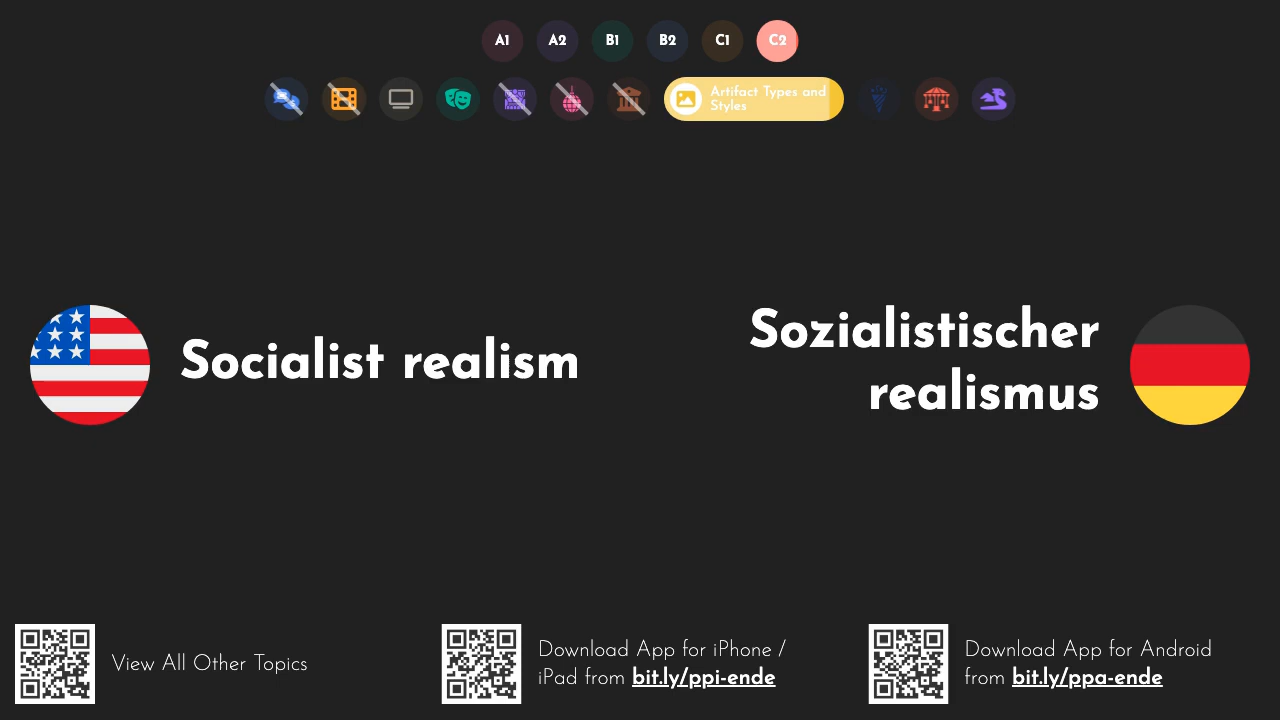 A1 A2 B1 B2 C1 C2
Artifact Types and
Styles
Socialist realism
Sozialistischer
realismus
View All Other Topics
Download App for iPhone /
iPad from bit.ly/ppi-ende
Download App for Android
from bit.ly/ppa-ende